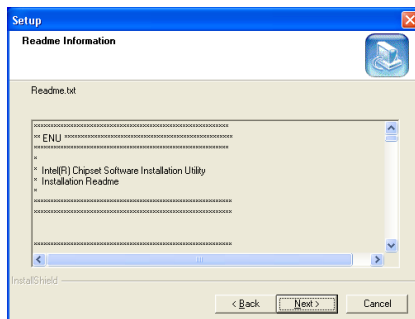 Setup
Readme Information
Readme.txt
****************************************************************
** ENU ******************************************************
****************************************************************
*
* Intel(R) Chipset Software Installation Utility
* Installation Readme
*
****************************************************************
****************************************************************
****************************************************************
InstallShield
< Back
Next >
Cancel